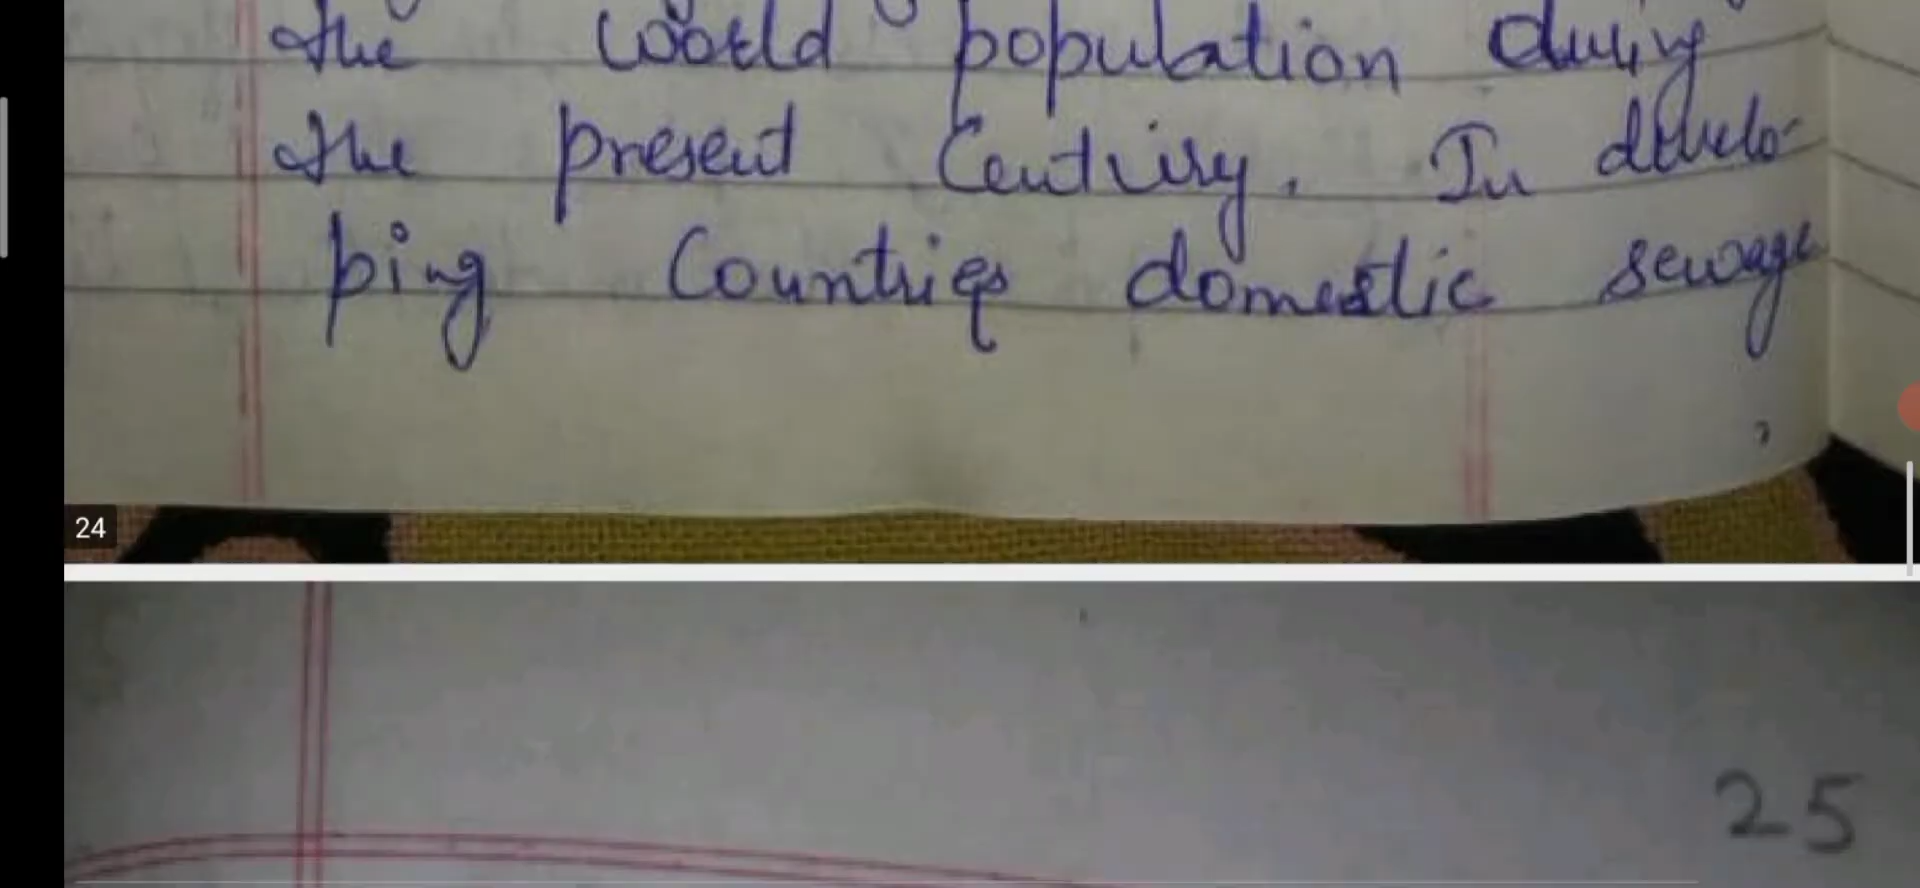 the world population during
the present Century. In develo-
ping Countries domestic sewage
24
25